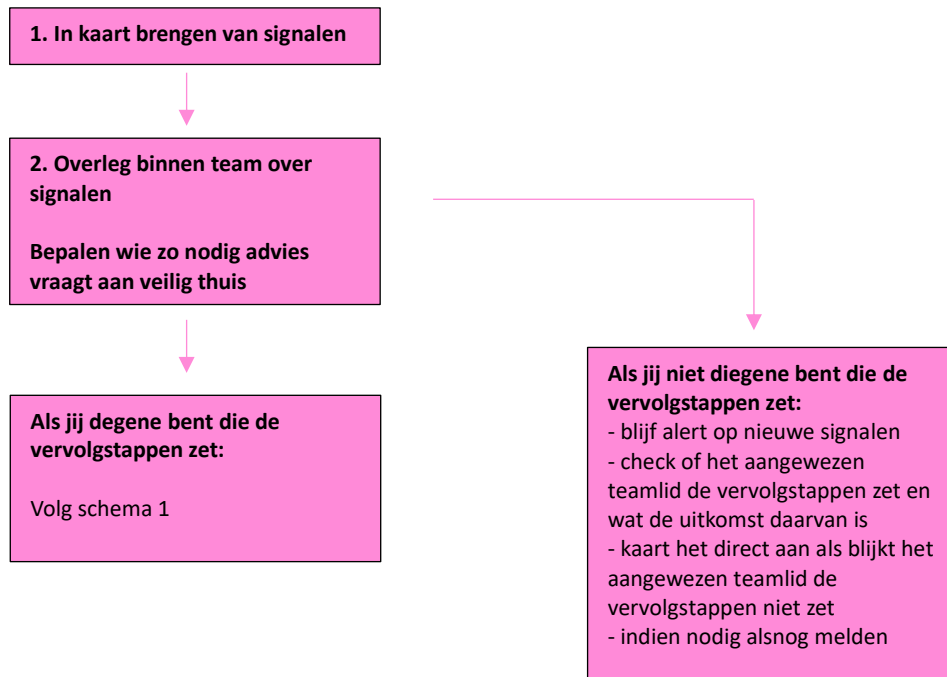 1. In kaart brengen van signalen
2. Overleg binnen team over
signalen
Bepalen wie zo nodig advies
vraagt aan veilig thuis
Als jij degene bent die de
vervolgstappen zet:
Volg schema 1
Als jij niet diegene bent die de
vervolgstappen zet:
- blijf alert op nieuwe signalen
- check of het aangewezen
teamlid de vervolgstappen zet en
wat de uitkomst daarvan is
- kaart het direct aan als blijkt het
aangewezen teamlid de
vervolgstappen niet zet
- indien nodig alsnog melden